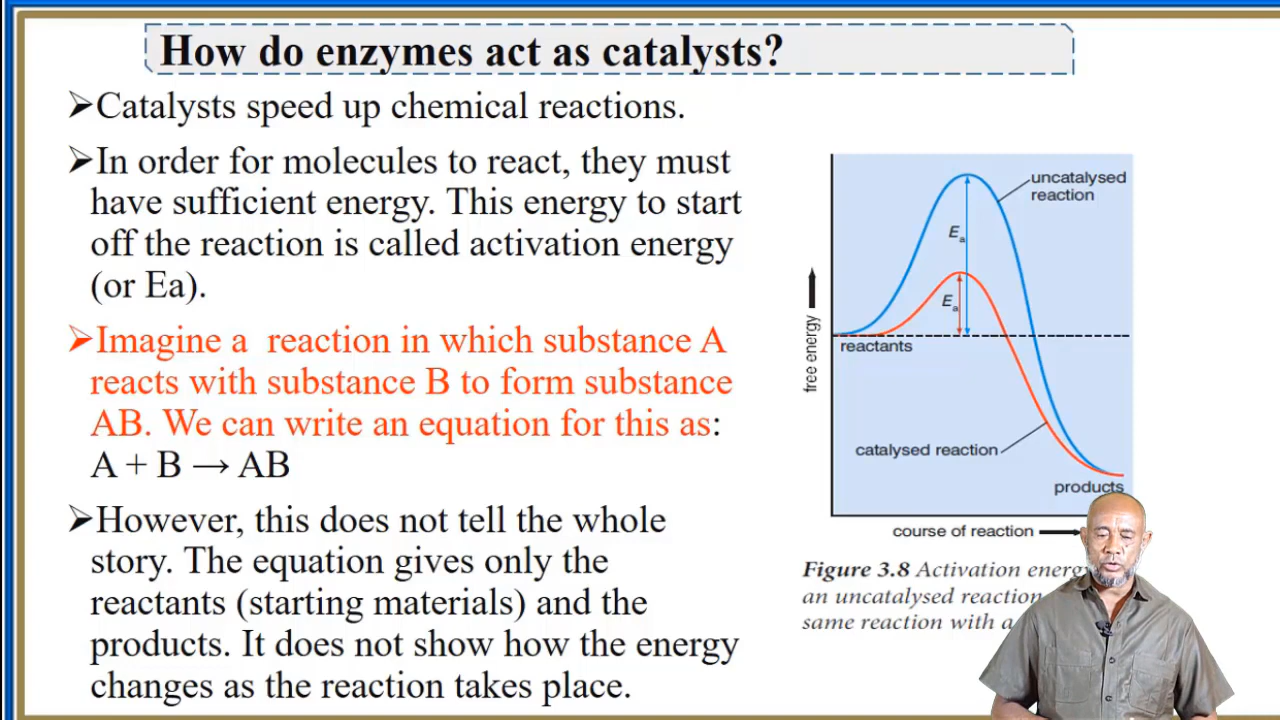 How do enzymes act as catalysts?
➢Catalysts speed up chemical reactions.
➢In order for molecules to react, they must
have sufficient energy. This energy to start
off the reaction is called activation energy
(or Ea).
➢Imagine a reaction in which substance A
reacts with substance B to form substance
AB. We can write an equation for this as:
A + B → AB
➢However, this does not tell the whole
story. The equation gives only the
reactants (starting materials) and the
products. It does not show how the energy
changes as the reaction takes place.
uncatalysed
reaction
Ea
Ea
reactants
free energy
catalysed reaction
products
course of reaction
Figure 3.8 Activation energy
an uncatalysed reaction
same reaction with a